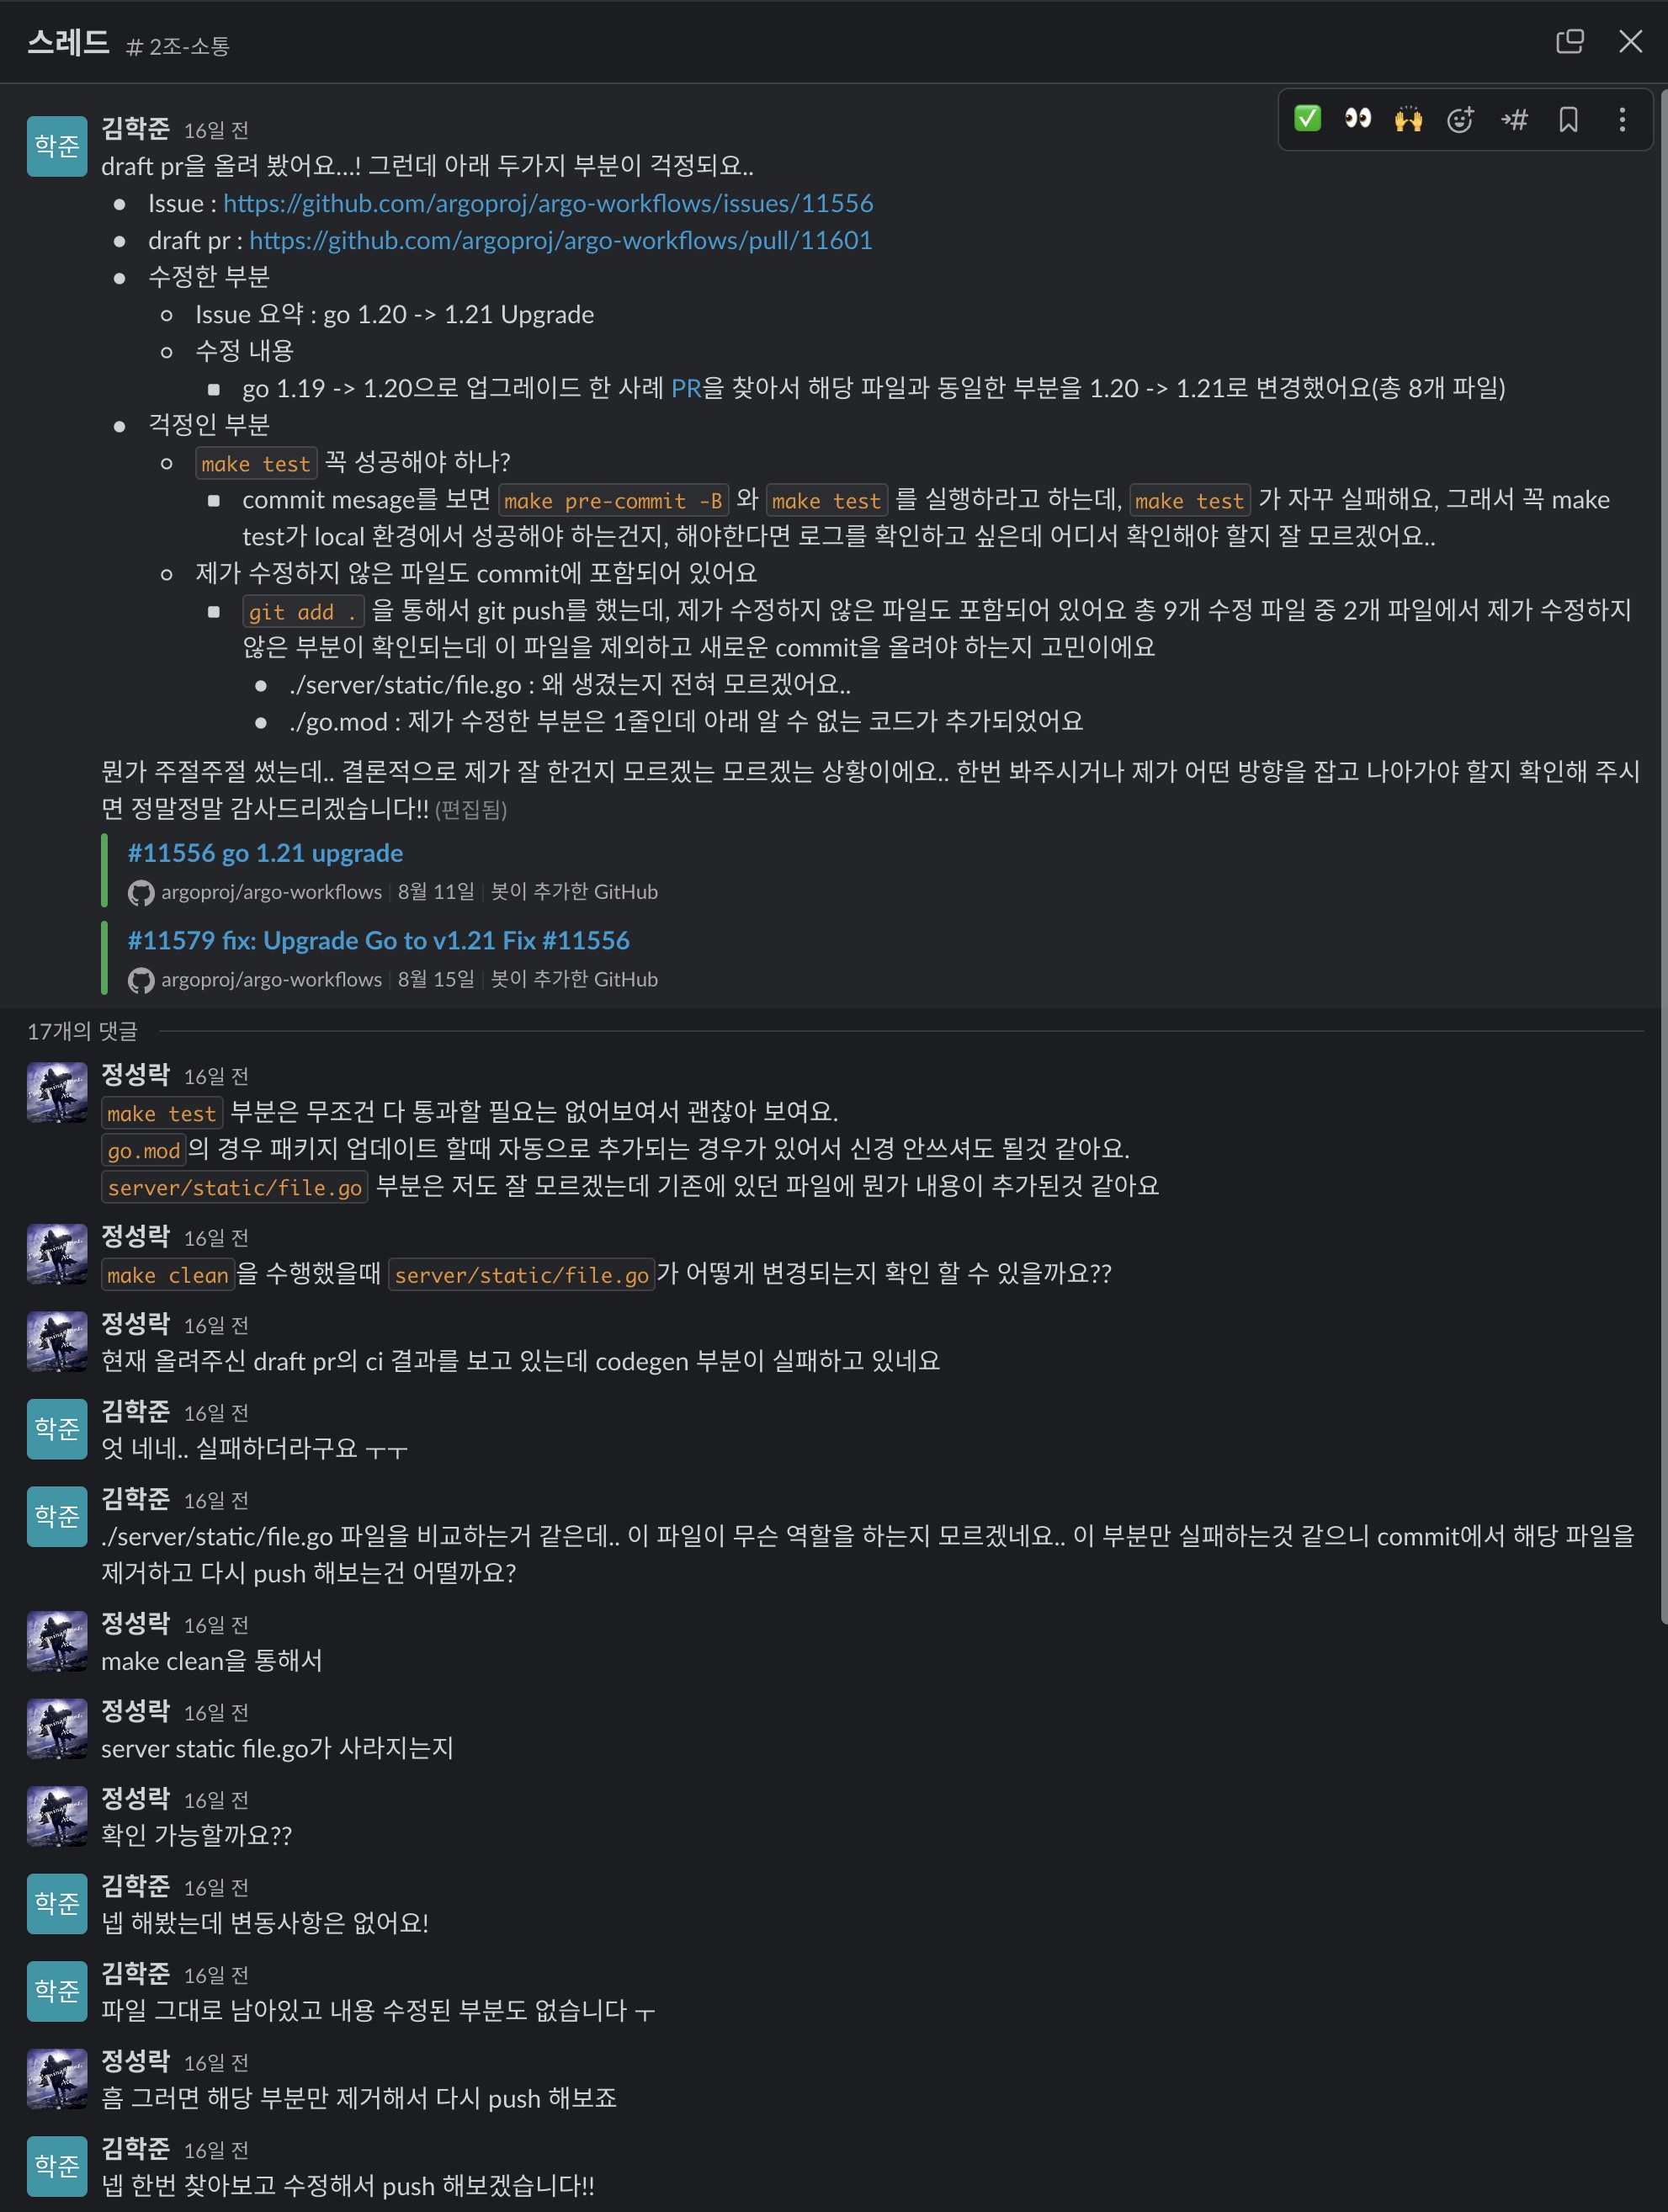 스레드 # 2조-소통
학준
김학준 16일 전
draft pr을 올려 봤어요...! 그런데 아래 두가지 부분이 걱정되요..
Issue : https://github.com/argoproj/argo-workflows/issues/11556
draft pr : https://github.com/argoproj/argo-workflows/pull/11601
수정한 부분
Issue 요약 : go 1.20 -> 1.21 Upgrade
수정 내용
go 1.19 -> 1.20으로 업그레이드 한 사례 PR을 찾아서 해당 파일과 동일한 부분을 1.20 -> 1.21로 변경했어요(총 8개 파일)
걱정인 부분
make test 꼭 성공해야 하나?
commit mesage를 보면 make pre-commit -B 와 make test 를 실행하라고 하는데, make test 가 자꾸 실패해요, 그래서 꼭 make
test가 local 환경에서 성공해야 하는건지, 해야한다면 로그를 확인하고 싶은데 어디서 확인해야 할지 잘 모르겠어요..
제가 수정하지 않은 파일도 commit에 포함되어 있어요
git add . 을 통해서 git push를 했는데, 제가 수정하지 않은 파일도 포함되어 있어요 총 9개 수정 파일 중 2개 파일에서 제가 수정하지
않은 부분이 확인되는데 이 파일을 제외하고 새로운 commit을 올려야 하는지 고민이에요
./server/static/file.go : 왜 생겼는지 전혀 모르겠어요..
./go.mod : 제가 수정한 부분은 1줄인데 아래 알 수 없는 코드가 추가되었어요
뭔가 주절주절 썼는데.. 결론적으로 제가 잘 한건지 모르겠는 모르겠는 상황이에요.. 한번 봐주시거나 제가 어떤 방향을 잡고 나아가야 할지 확인해 주시
면 정말정말 감사드리겠습니다!! (편집됨)
#11556 go 1.21 upgrade
argoproj/argo-workflows 8월 11일 봇이 추가한 GitHub
#11579 fix: Upgrade Go to v1.21 Fix #11556
argoproj/argo-workflows 8월 15일 봇이 추가한 GitHub
17개의 댓글
정성락 16일 전
make test 부분은 무조건 다 통과할 필요는 없어보여서 괜찮아 보여요.
go.mod의 경우 패키지 업데이트 할때 자동으로 추가되는 경우가 있어서 신경 안쓰셔도 될것 같아요.
server/static/file.go 부분은 저도 잘 모르겠는데 기존에 있던 파일에 뭔가 내용이 추가된것 같아요
정성락 16일 전
make clean을 수행했을때 server/static/file.go가 어떻게 변경되는지 확인 할 수 있을까요??
정성락 16일 전
현재 올려주신 draft pr의 ci 결과를 보고 있는데 codegen 부분이 실패하고 있네요
학준
김학준 16일 전
엇 네네.. 실패하더라구요 ㅜㅜ
학준
김학준 16일 전
./server/static/file.go 파일을 비교하는거 같은데.. 이 파일이 무슨 역할을 하는지 모르겠네요.. 이 부분만 실패하는것 같으니 commit에서 해당 파일을
제거하고 다시 push 해보는건 어떨까요?
정성락 16일 전
make clean을 통해서
정성락 16일 전
server static file.go가 사라지는지
정성락 16일 전
확인 가능할까요??
학준
김학준 16일 전
넵 해봤는데 변동사항은 없어요!
학준
김학준 16일 전
파일 그대로 남아있고 내용 수정된 부분도 없습니다 ㅜ
정성락 16일 전
흠 그러면 해당 부분만 제거해서 다시 push 해보죠
학준
김학준 16일 전
넵 한번 찾아보고 수정해서 push 해보겠습니다!!